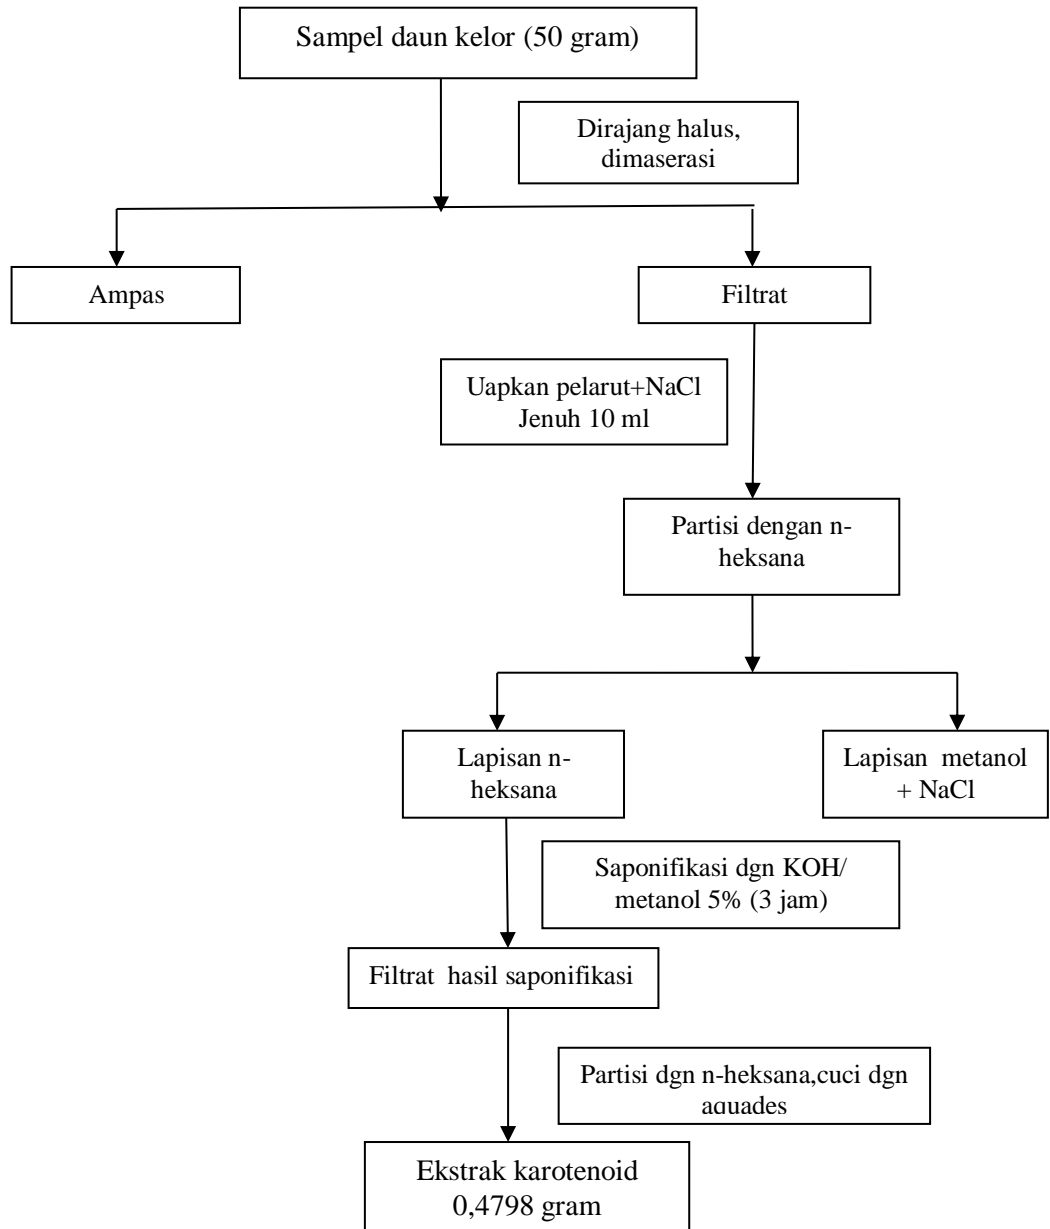 Sampel daun kelor (50 gram)
Dirajang halus,
dimaserasi
Ampas
Filtrat
Uapkan pelarut+NaCl
Jenuh 10 ml
Partisi dengan n-
heksana
Lapisan n-
heksana
Lapisan metanol
+ NaCl
Saponifikasi dgn KOH/
metanol 5% (3 jam)
Filtrat hasil saponifikasi
Partisi dgn n-heksana,cuci dgn
aquades
Ekstrak karotenoid
0,4798 gram